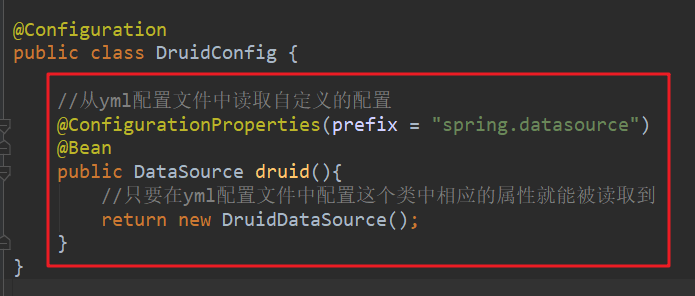 @Configuration
public class DruidConfig {
//从yml配置文件中读取自定义的配置
@ConfigurationProperties(prefix = "spring.datasource")
@Bean
public DataSource druid(){
//只要在yml配置文件中配置这个类中相应的属性就能被读取到
return new DruidDataSource();
}
}